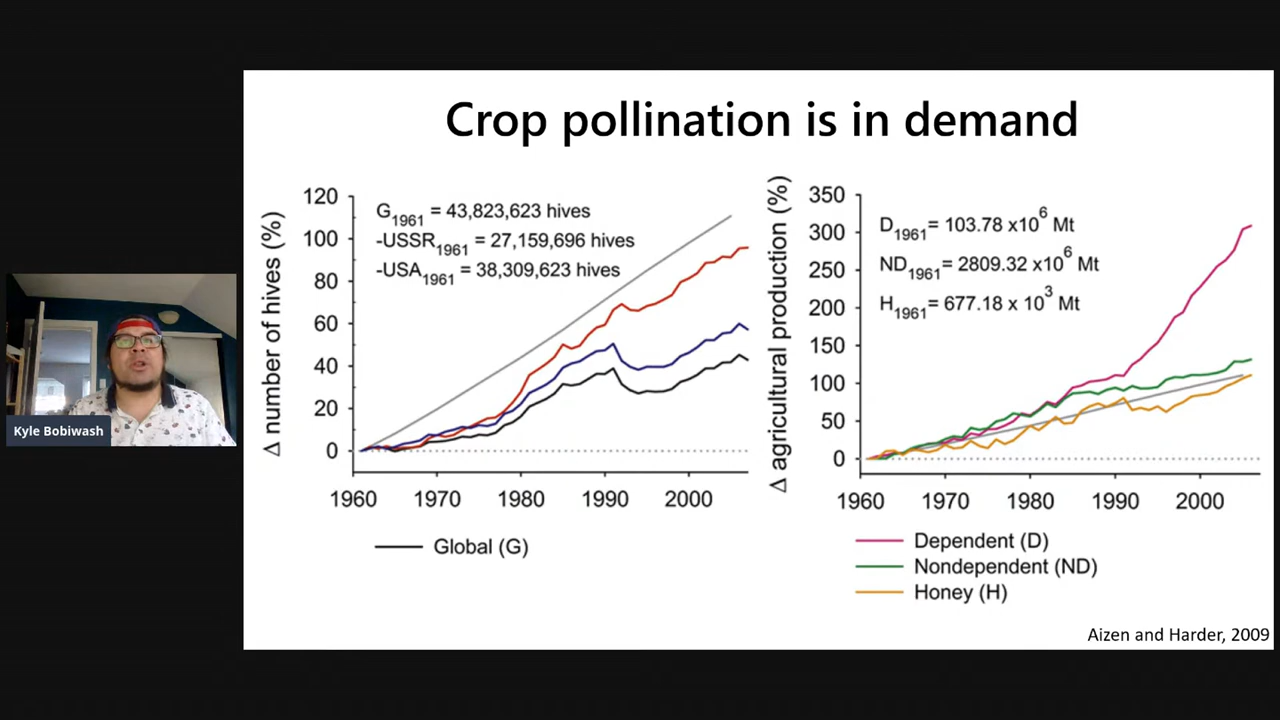 Crop pollination is in demand
Δ number of hives (%)
120
100
80
60
40
20
0
G1961 = 43,823,623 hives
-USSR1961 = 27,159,696 hives
-USA1961 = 38,309,623 hives
1960 1970 1980 1990 2000
Global (G)
Δ agricultural production (%)
350
300
250
200
150
100
50
0
D1961= 103.78 x10^6 Mt
ND1961= 2809.32 x10^6 Mt
H1961= 677.18 x 10^3 Mt
1960 1970 1980 1990 2000
Dependent (D)
Nondependent (ND)
Honey (H)
Aizen and Harder, 2009
Kyle Bobiwash